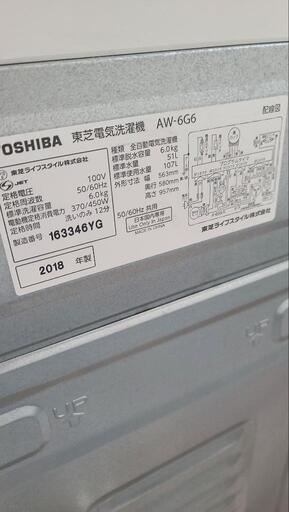 TOSHIBA 東芝電気洗濯機 AW-6G6
配線図
東芝ライフスタイル株式会社
JET
定格電圧 100V
定格周波数 50/60Hz
標準洗濯容量 6.0kg
電動機定格消費電力 370/450W
定格時間 洗いのみ 12分
製造番号 163346YG
2018 年製
種類 全自動電気洗濯機
標準脱水容量 6.0kg
標準水量 51L
標準使用水量 107L
外形寸法 幅 563mm
奥行 580mm
高さ 957mm
50/60Hz 共用
日本国内専用
Use Only in Japan
MADE IN CHINA
東芝ライフスタイル株式会社
UP
UP